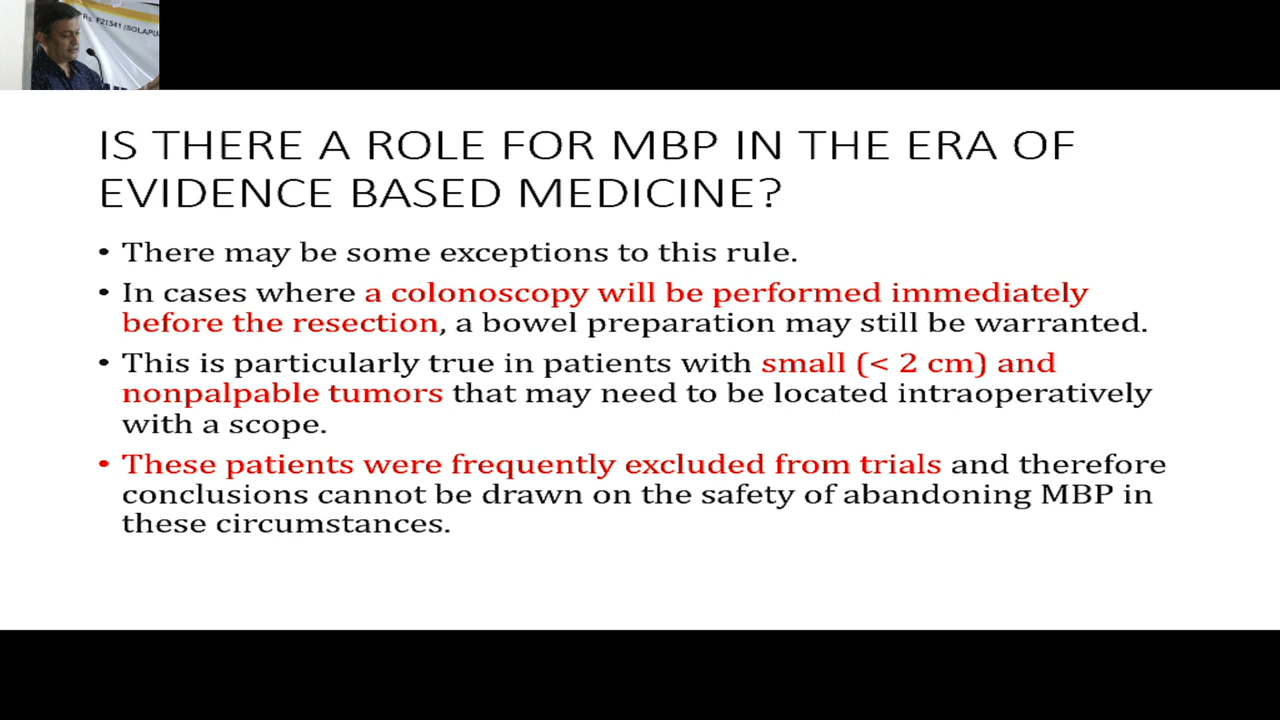 F21541 (SOLAPU
IS THERE A ROLE FOR MBP IN THE ERA OF
EVIDENCE BASED MEDICINE?
• There may be some exceptions to this rule.
• In cases where a colonoscopy will be performed immediately
before the resection, a bowel preparation may still be warranted.
• This is particularly true in patients with small (< 2 cm) and
nonpalpable tumors that may need to be located intraoperatively
with a scope.
• These patients were frequently excluded from trials and therefore
conclusions cannot be drawn on the safety of abandoning MBP in
these circumstances.